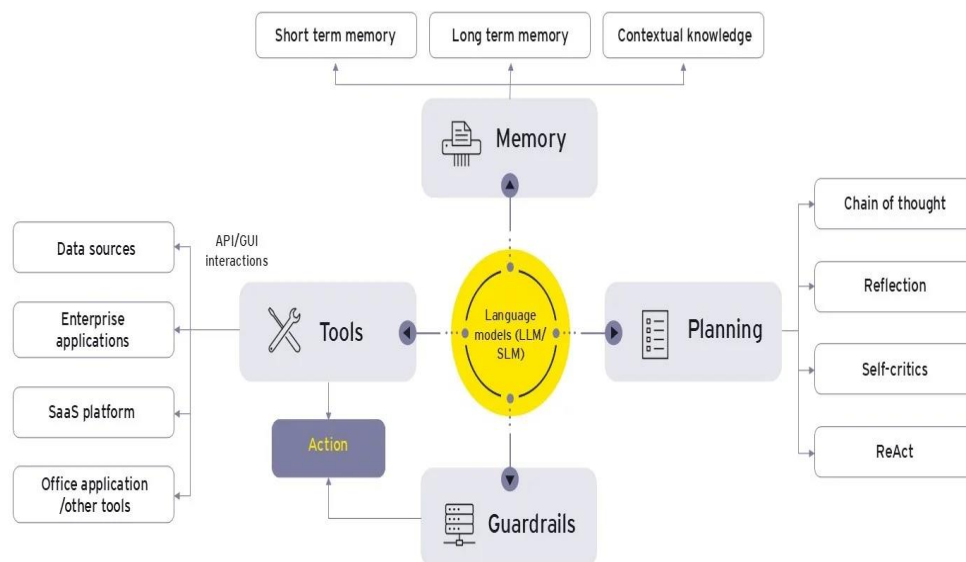 Short term memory
Long term memory
Contextual knowledge
Memory
Chain of thought
Data sources
API/GUI
interactions
Reflection
Enterprise
applications
Tools
Language
models (LLM/
SLM)
Planning
Self-critics
SaaS platform
Action
ReAct
Office application
/other tools
Guardrails